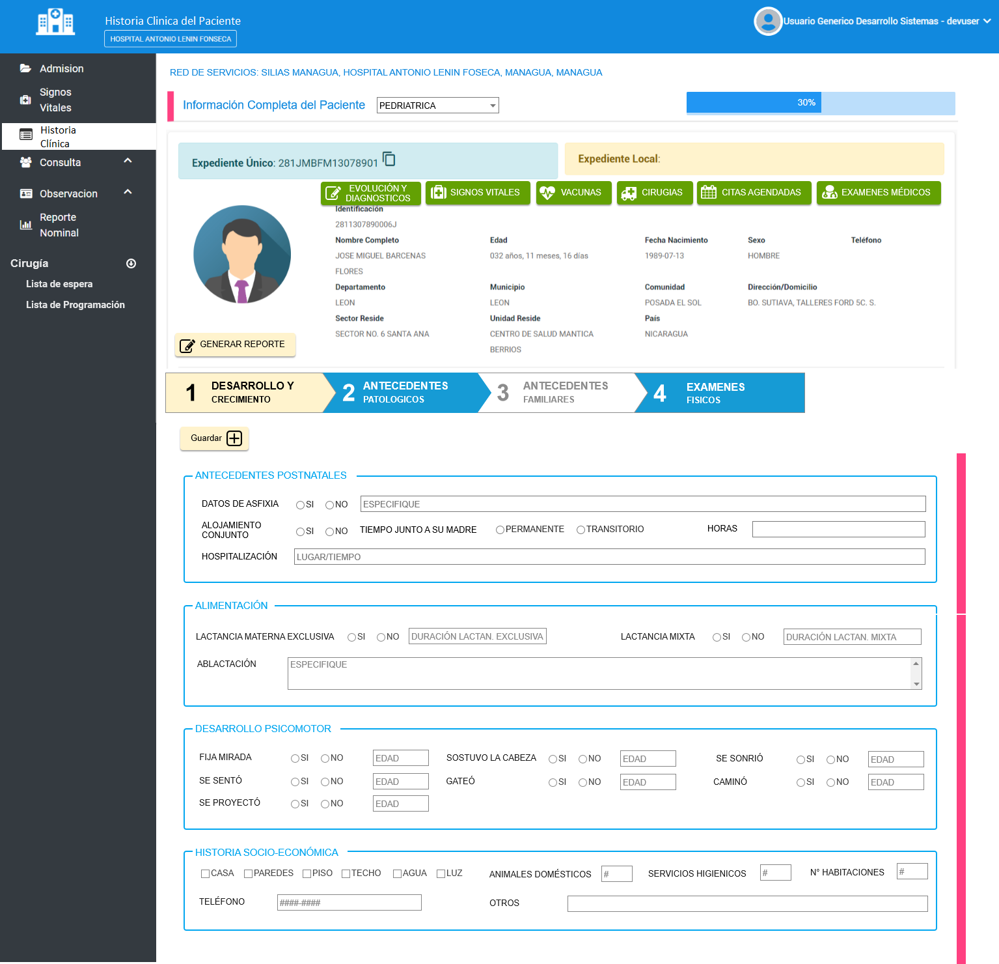 Historia Clinica del Paciente
HOSPITAL ANTONIO LENIN FONSECA
Usuario Generico Desarrollo Sistemas - devuser
Admision
Signos
Vitales
Historia
Clínica
Consulta
Observacion
Reporte
Nominal
Cirugía
Lista de espera
Lista de Programación
RED DE SERVICIOS: SILIAS MANAGUA, HOSPITAL ANTONIO LENIN FOSECA, MANAGUA, MANAGUA
Información Completa del Paciente PEDRIATRICA 30%
Expediente Único: 281JMBFM13078901
Expediente Local:
EVOLUCIÓN Y
DIAGNOSTICOS
SIGNOS VITALES
VACUNAS
CIRUGIAS
CITAS AGENDADAS
EXAMENES MÉDICOS
Identificación
2811307890006J
Nombre Completo Edad Fecha Nacimiento Sexo Teléfono
JOSE MIGUEL BARCENAS 032 años, 11 meses, 16 días 1989-07-13 HOMBRE
FLORES
Departamento Municipio Comunidad Dirección/Domicilio
LEON LEON POSADA EL SOL BO. SUTIAVA, TALLERES FORD 5C. S.
Sector Reside Unidad Reside País
SECTOR NO. 6 SANTA ANA CENTRO DE SALUD MANTICA NICARAGUA
BERRIOS
GENERAR REPORTE
1 DESARROLLO Y
CRECIMIENTO
2 ANTECEDENTES
PATOLOGICOS
3 ANTECEDENTES
FAMILIARES
4 EXAMENES
FISICOS
Guardar
ANTECEDENTES POSTNATALES
DATOS DE ASFIXIA SI NO ESPECIFIQUE
ALOJAMIENTO
CONJUNTO SI NO TIEMPO JUNTO A SU MADRE PERMANENTE TRANSITORIO HORAS
HOSPITALIZACIÓN LUGAR/TIEMPO
ALIMENTACIÓN
LACTANCIA MATERNA EXCLUSIVA SI NO DURACIÓN LACTAN. EXCLUSIVA LACTANCIA MIXTA SI NO DURACIÓN LACTAN. MIXTA
ABLACTACIÓN ESPECIFIQUE
DESARROLLO PSICOMOTOR
FIJA MIRADA SI NO EDAD SOSTUVO LA CABEZA SI NO EDAD SE SONRIÓ SI NO EDAD
SE SENTÓ SI NO EDAD GATEÓ SI NO EDAD CAMINÓ SI NO EDAD
SE PROYECTÓ SI NO EDAD
HISTORIA SOCIO-ECONÓMICA
CASA PAREDES PISO TECHO AGUA LUZ ANIMALES DOMÉSTICOS # SERVICIOS HIGIENICOS # N° HABITACIONES #
TELÉFONO ####-#### OTROS